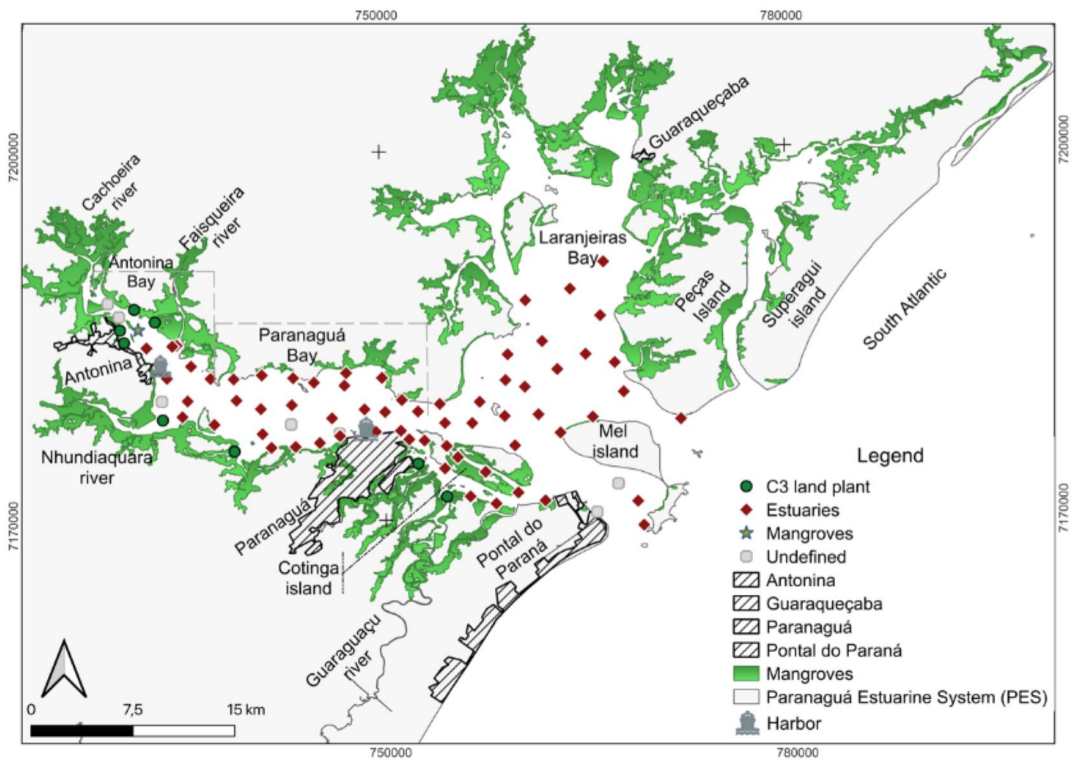 750000
780000
7200000
7200000
Guaraqueçaba
Cachoeira
river
Faisqueira
river
Antonina
Bay
Laranjeiras
Bay
Peças
Island
Superagui
island
South Atlantic
Paranaguá
Bay
Antonina
Mel
island
Nhundiaquara
river
Legend
C3 land plant
Estuaries
Mangroves
Undefined
Antonina
Guaraqueçaba
Paranaguá
Pontal do Paraná
Mangroves
Paranaguá Estuarine System (PES)
Harbor
7170000
7170000
Paranaguá
Pontal do
Paraná
Cotinga
island
Guaraguaçu
river
0
7,5
15 km
750000
780000